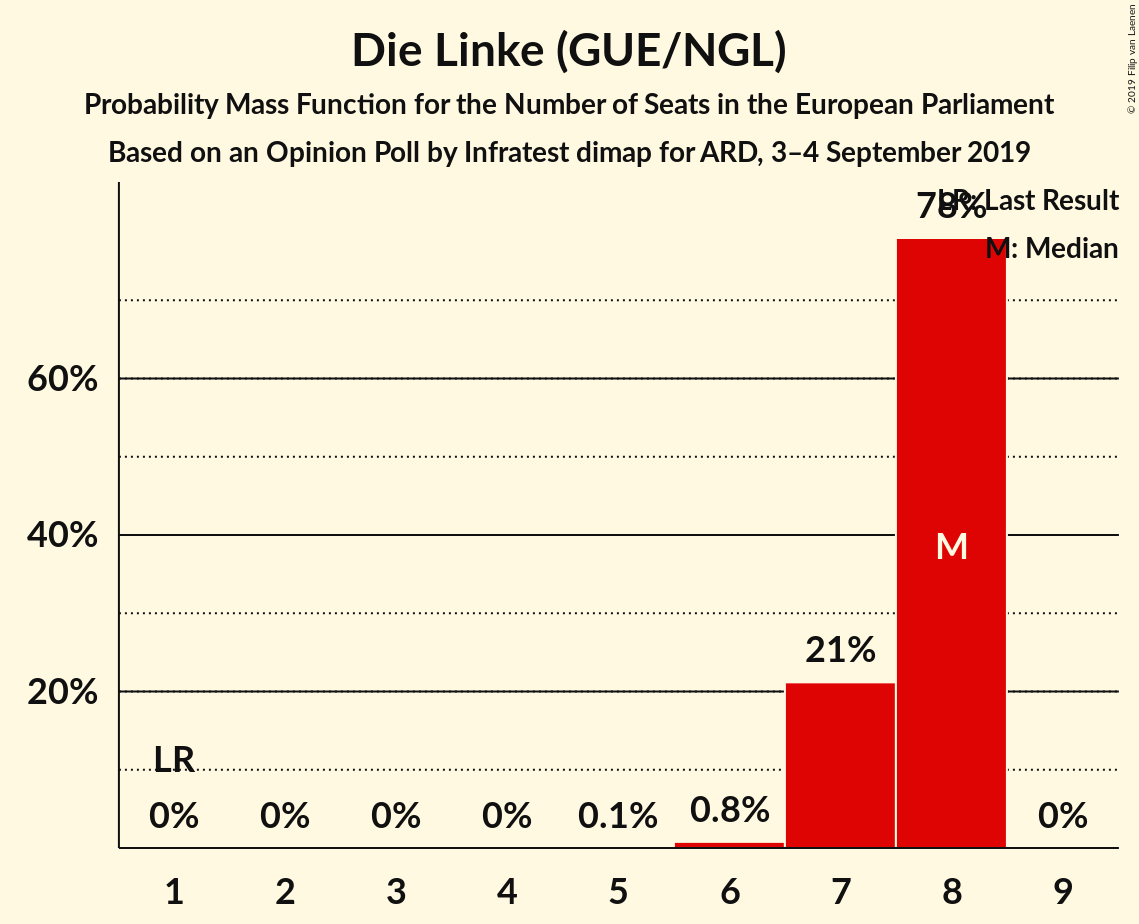 Die Linke (GUE/NGL)
Probability Mass Function for the Number of Seats in the European Parliament
Based on an Opinion Poll by Infratest dimap for ARD, 3–4 September 2019
© 2019 Filip van Laenen
LR: Last Result
M: Median
78%
60%
40%
20%
M
21%
LR
0% 0% 0% 0% 0.1% 0.8% 0%
1 2 3 4 5 6 7 8 9